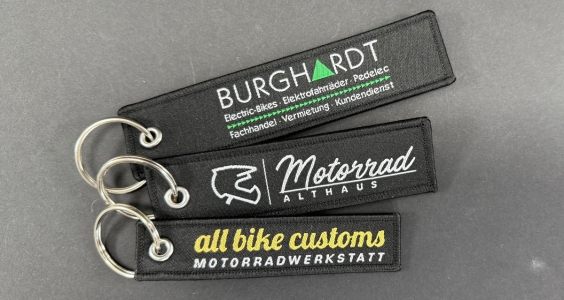 BURGHARDT
Electric-Bikes · Elektrofahrräder · Pedelec
Fachhandel · Vermietung · Kundendienst
Motorrad
ALTHAUS
all bike customs
MOTORRADWERKSTATT